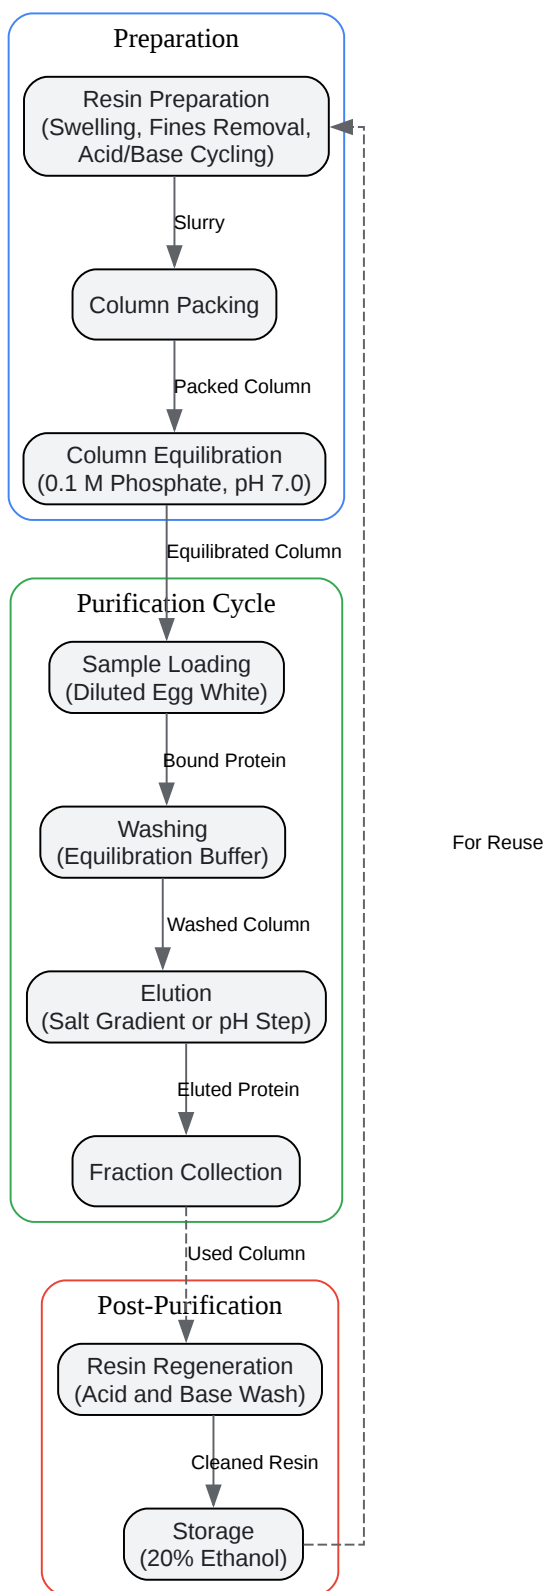 Preparation
Resin Preparation
(Swelling, Fines Removal,
Acid/Base Cycling)
Slurry
Column Packing
Packed Column
Column Equilibration
(0.1 M Phosphate, pH 7.0)
Equilibrated Column
Purification Cycle
Sample Loading
(Diluted Egg White)
Bound Protein
Washing
(Equilibration Buffer)
For Reuse
Washed Column
Elution
(Salt Gradient or pH Step)
Eluted Protein
Fraction Collection
Used Column
Post-Purification
Resin Regeneration
(Acid and Base Wash)
Cleaned Resin
Storage
(20% Ethanol)